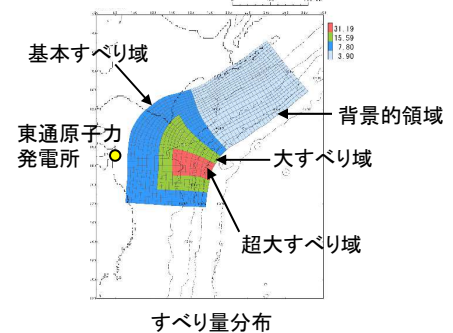 31.19
15.59
7.80
3.90
基本すべり域
背景的領域
東通原子力
発電所
大すべり域
超大すべり域
すべり量分布